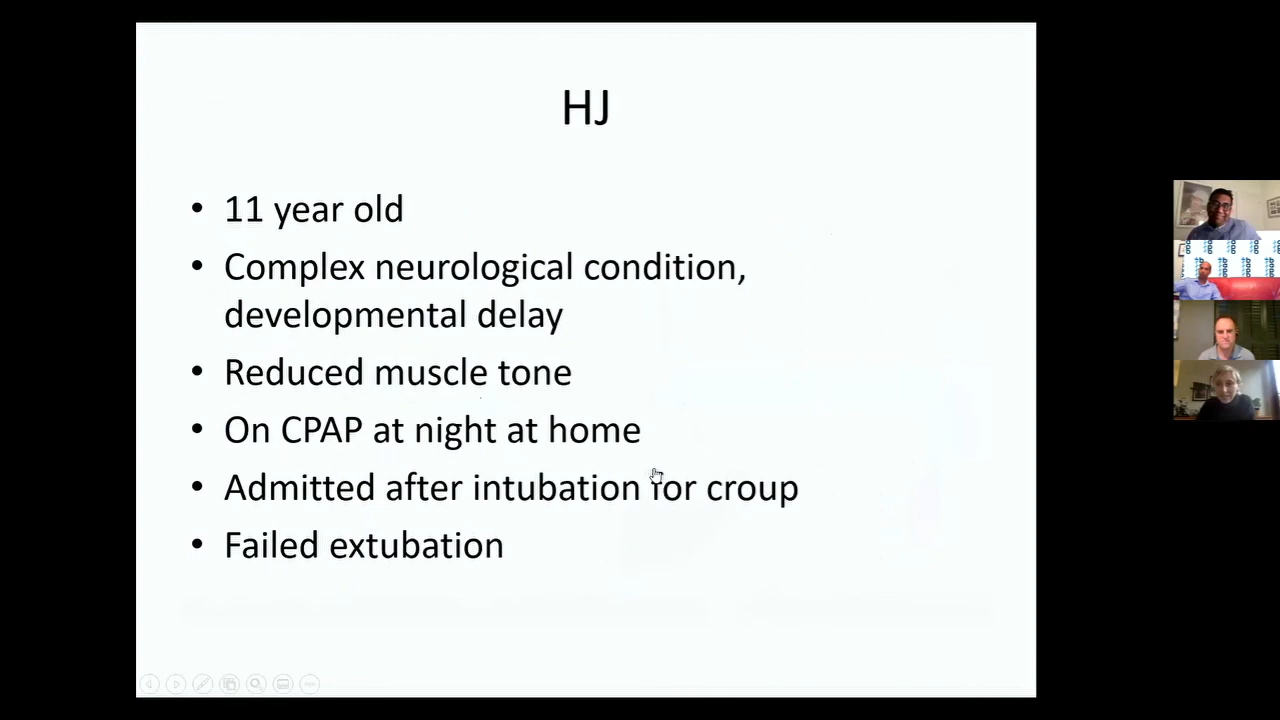 HJ
• 11 year old
• Complex neurological condition,
developmental delay
• Reduced muscle tone
• On CPAP at night at home
• Admitted after intubation for croup
• Failed extubation